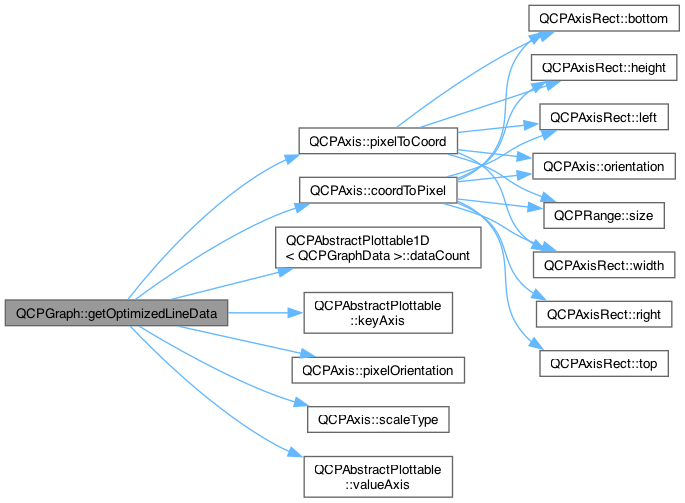 QCPGraph::getOptimizedLineData
QCPAxis::pixelToCoord
QCPAxis::coordToPixel
QCPAbstractPlottable1D
< QCPGraphData >::dataCount
QCPAbstractPlottable
::keyAxis
QCPAxis::pixelOrientation
QCPAxis::scaleType
QCPAbstractPlottable
::valueAxis
QCPAxisRect::bottom
QCPAxisRect::height
QCPAxisRect::left
QCPAxis::orientation
QCPRange::size
QCPAxisRect::width
QCPAxisRect::right
QCPAxisRect::top